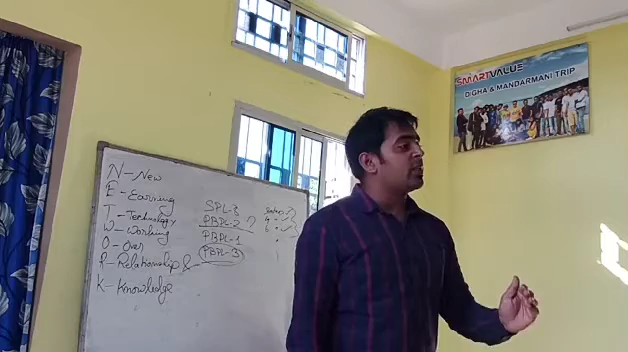 SMARTVALUE
DIGHA & MANDARMANI TRIP
N - New
E - Earning
T - Technology
W - Working
O - Over
R - Relationship &
K - Knowledge
SPL-3
PBPL-2
PBPL-1
PBPL-3